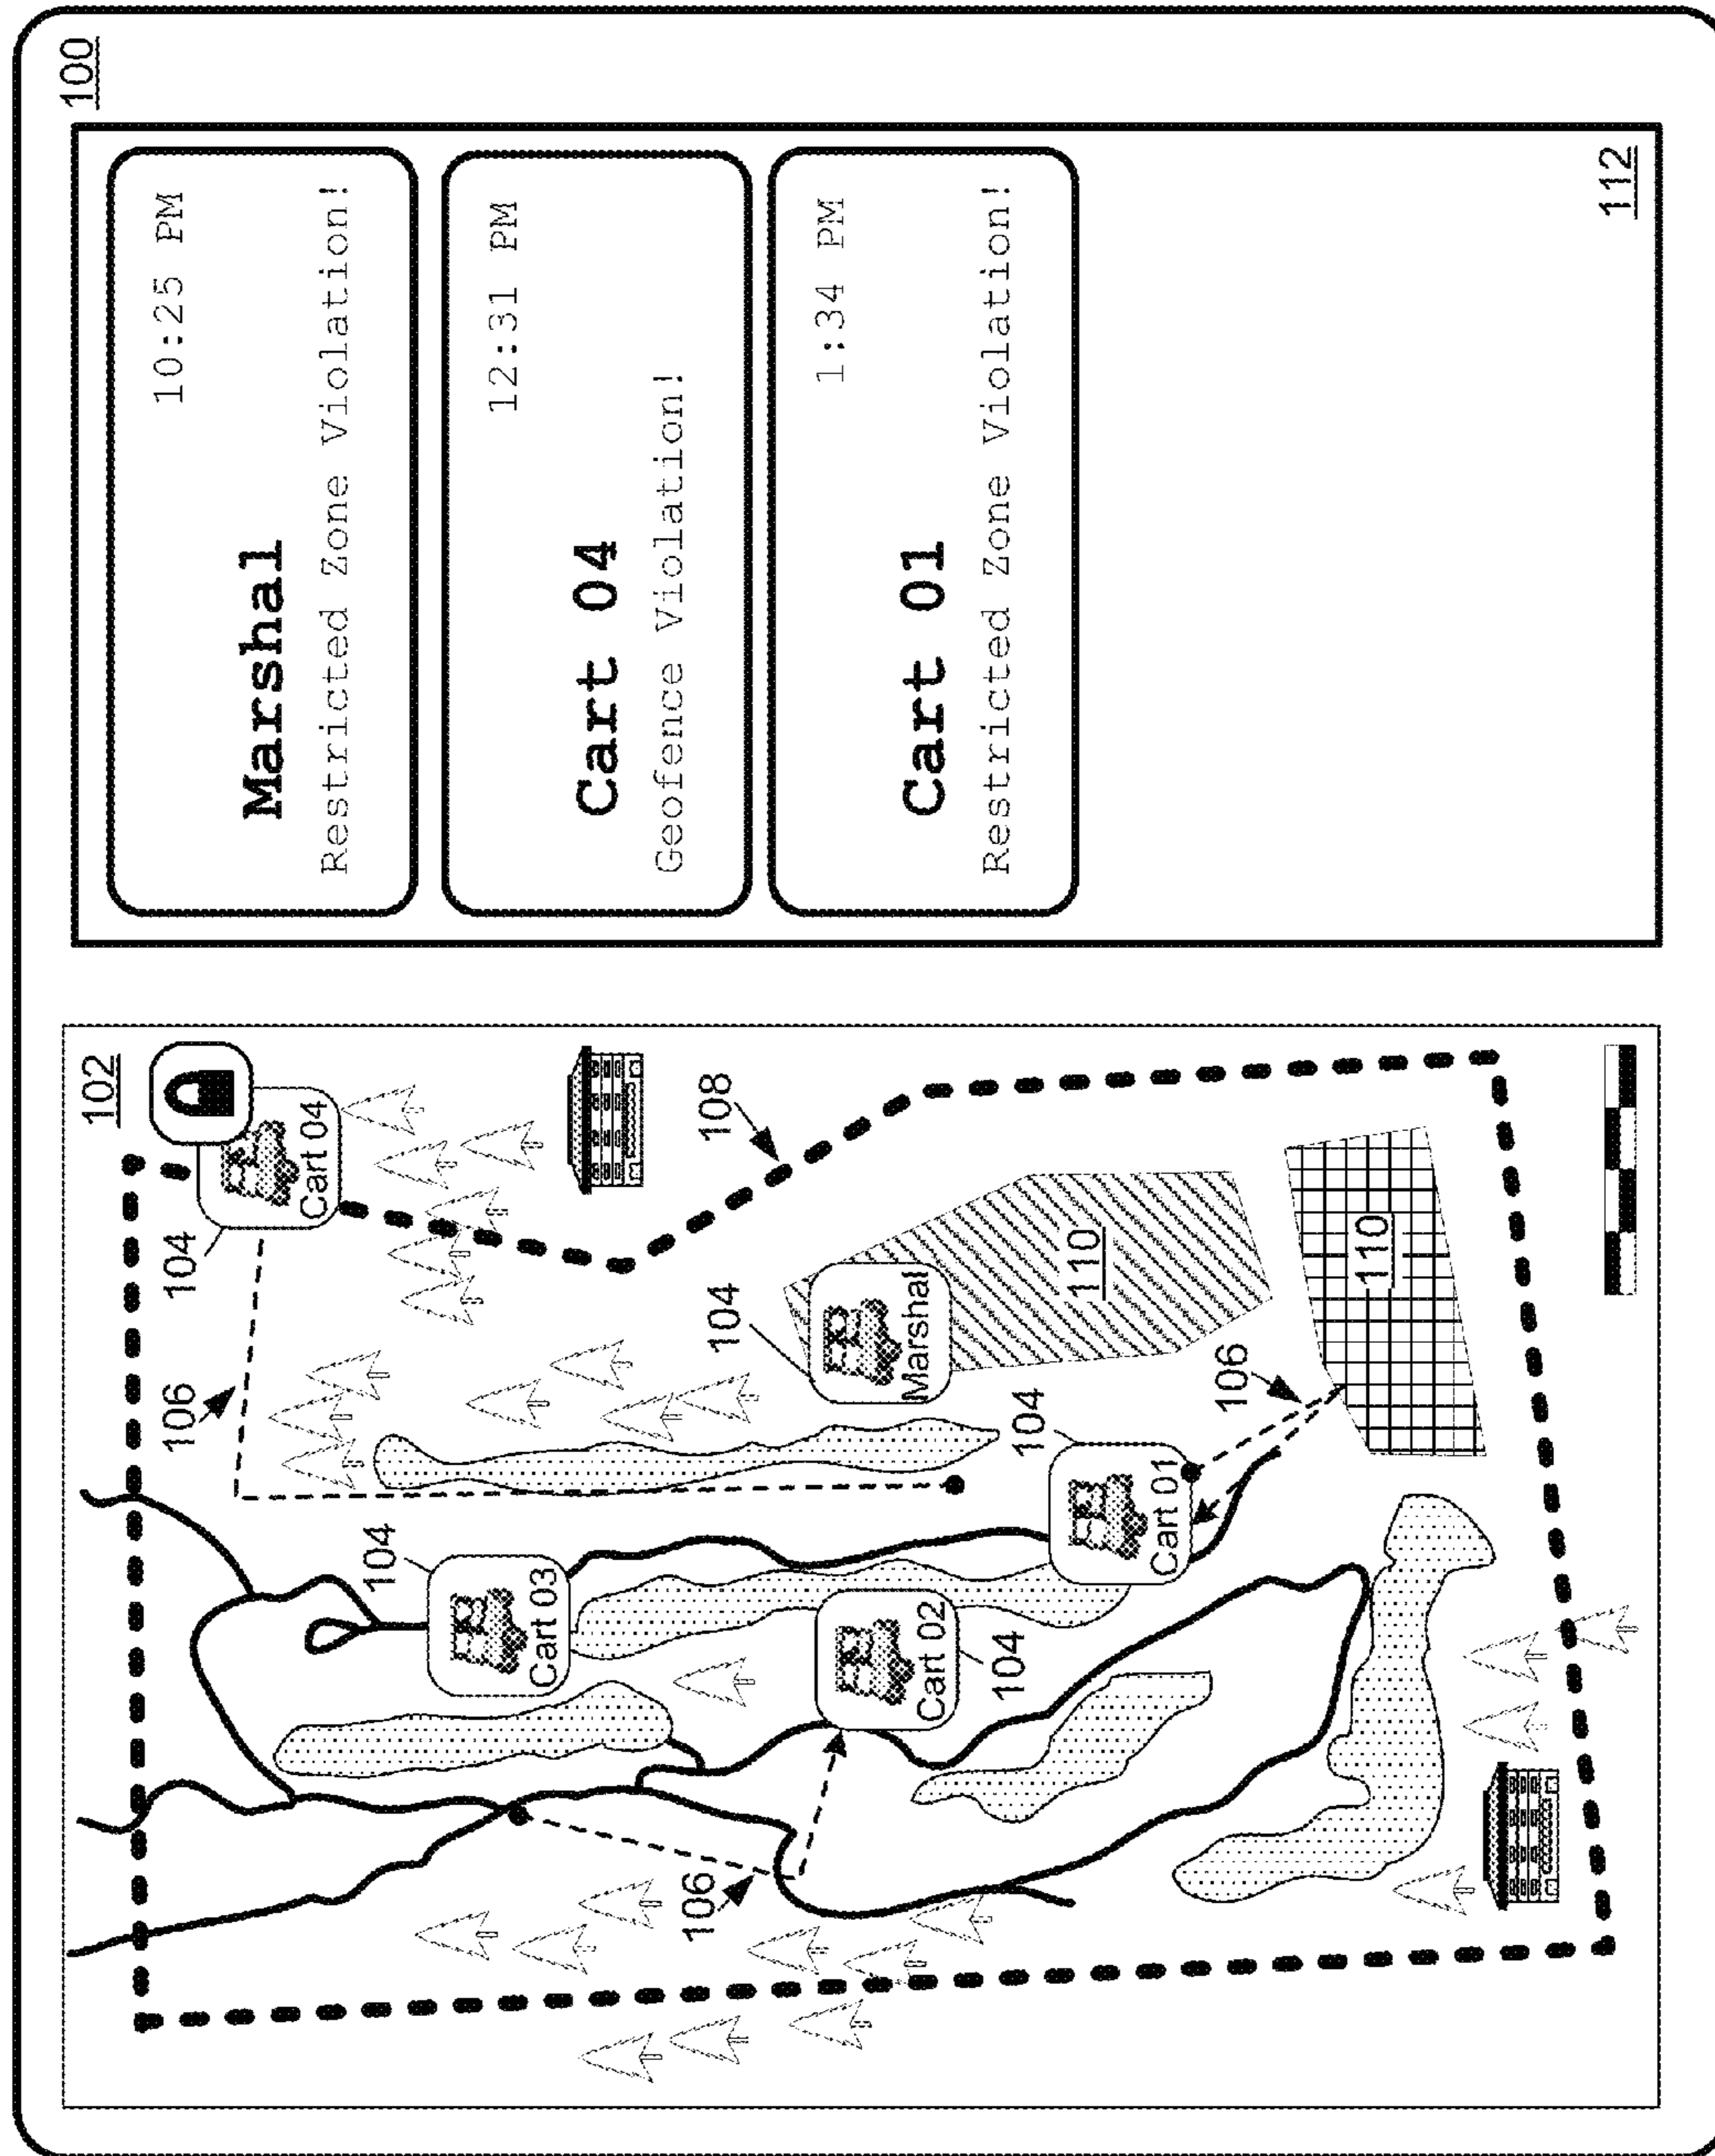 100
102
104
106
Cart 04
104
Cart 03
106
108
104
Marshal
Cart 02
104
104
110
Cart 01
106
110
10:25 PM
Marshal
Restricted Zone Violation!
12:31 PM
Cart 04
Geofence Violation!
1:34 PM
Cart 01
Restricted Zone Violation!
112